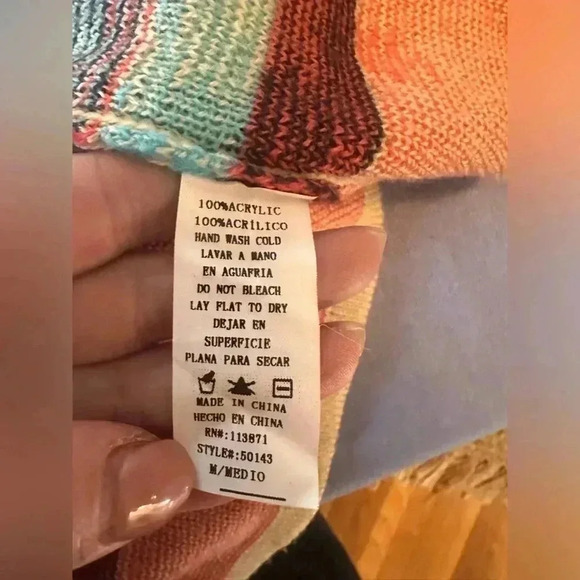 100%ACRYLIC
100%ACRíLICO
HAND WASH COLD
LAVAR A MANO
EN AGUAFRIA
DO NOT BLEACH
LAY FLAT TO DRY
DEJAR EN
SUPERFICIE
PLANA PARA SECAR
MADE IN CHINA
HECHO EN CHINA
RN#:113871
STYLE#:50143
M/MEDIO